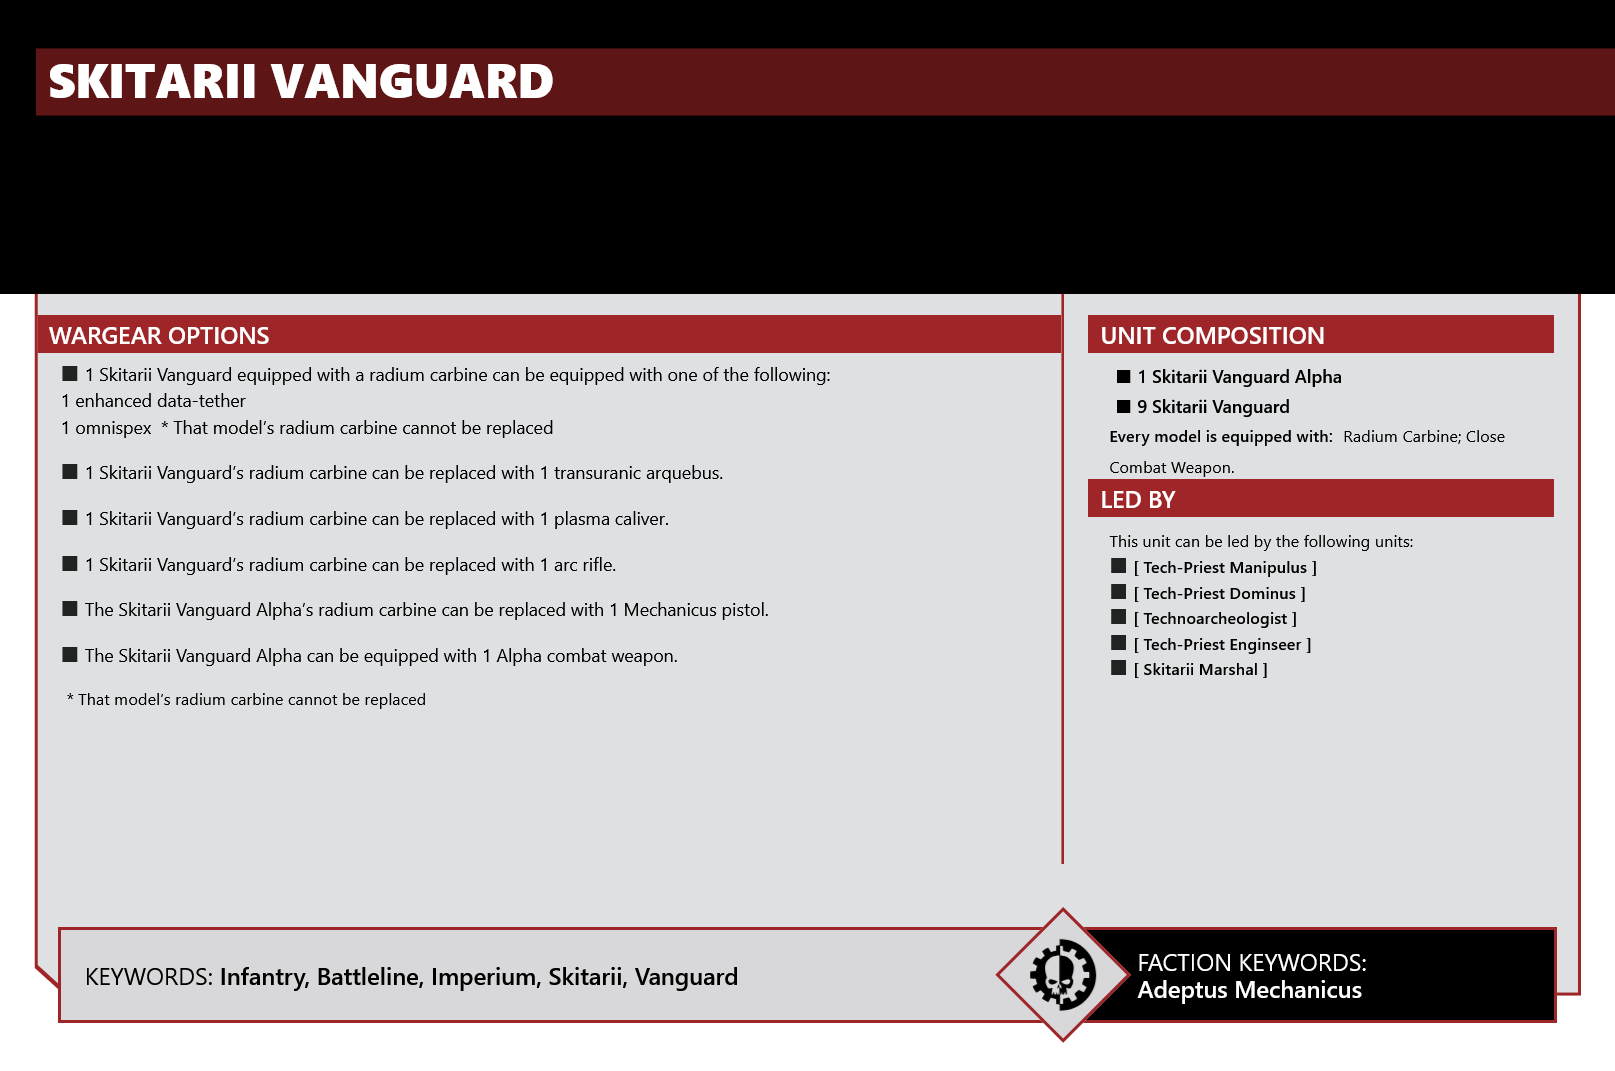 SKITARII VANGUARD
WARGEAR OPTIONS
■ 1 Skitarii Vanguard equipped with a radium carbine can be equipped with one of the following:
1 enhanced data-tether
1 omnispex * That model’s radium carbine cannot be replaced
■ 1 Skitarii Vanguard’s radium carbine can be replaced with 1 transuranic arquebus.
■ 1 Skitarii Vanguard’s radium carbine can be replaced with 1 plasma caliver.
■ 1 Skitarii Vanguard’s radium carbine can be replaced with 1 arc rifle.
■ The Skitarii Vanguard Alpha’s radium carbine can be replaced with 1 Mechanicus pistol.
■ The Skitarii Vanguard Alpha can be equipped with 1 Alpha combat weapon.
* That model’s radium carbine cannot be replaced
UNIT COMPOSITION
■ 1 Skitarii Vanguard Alpha
■ 9 Skitarii Vanguard
Every model is equipped with: Radium Carbine; Close
Combat Weapon.
LED BY
This unit can be led by the following units:
■ [ Tech-Priest Manipulus ]
■ [ Tech-Priest Dominus ]
■ [ Technoarcheologist ]
■ [ Tech-Priest Enginseer ]
■ [ Skitarii Marshal ]
KEYWORDS: Infantry, Battleline, Imperium, Skitarii, Vanguard
FACTION KEYWORDS:
Adeptus Mechanicus